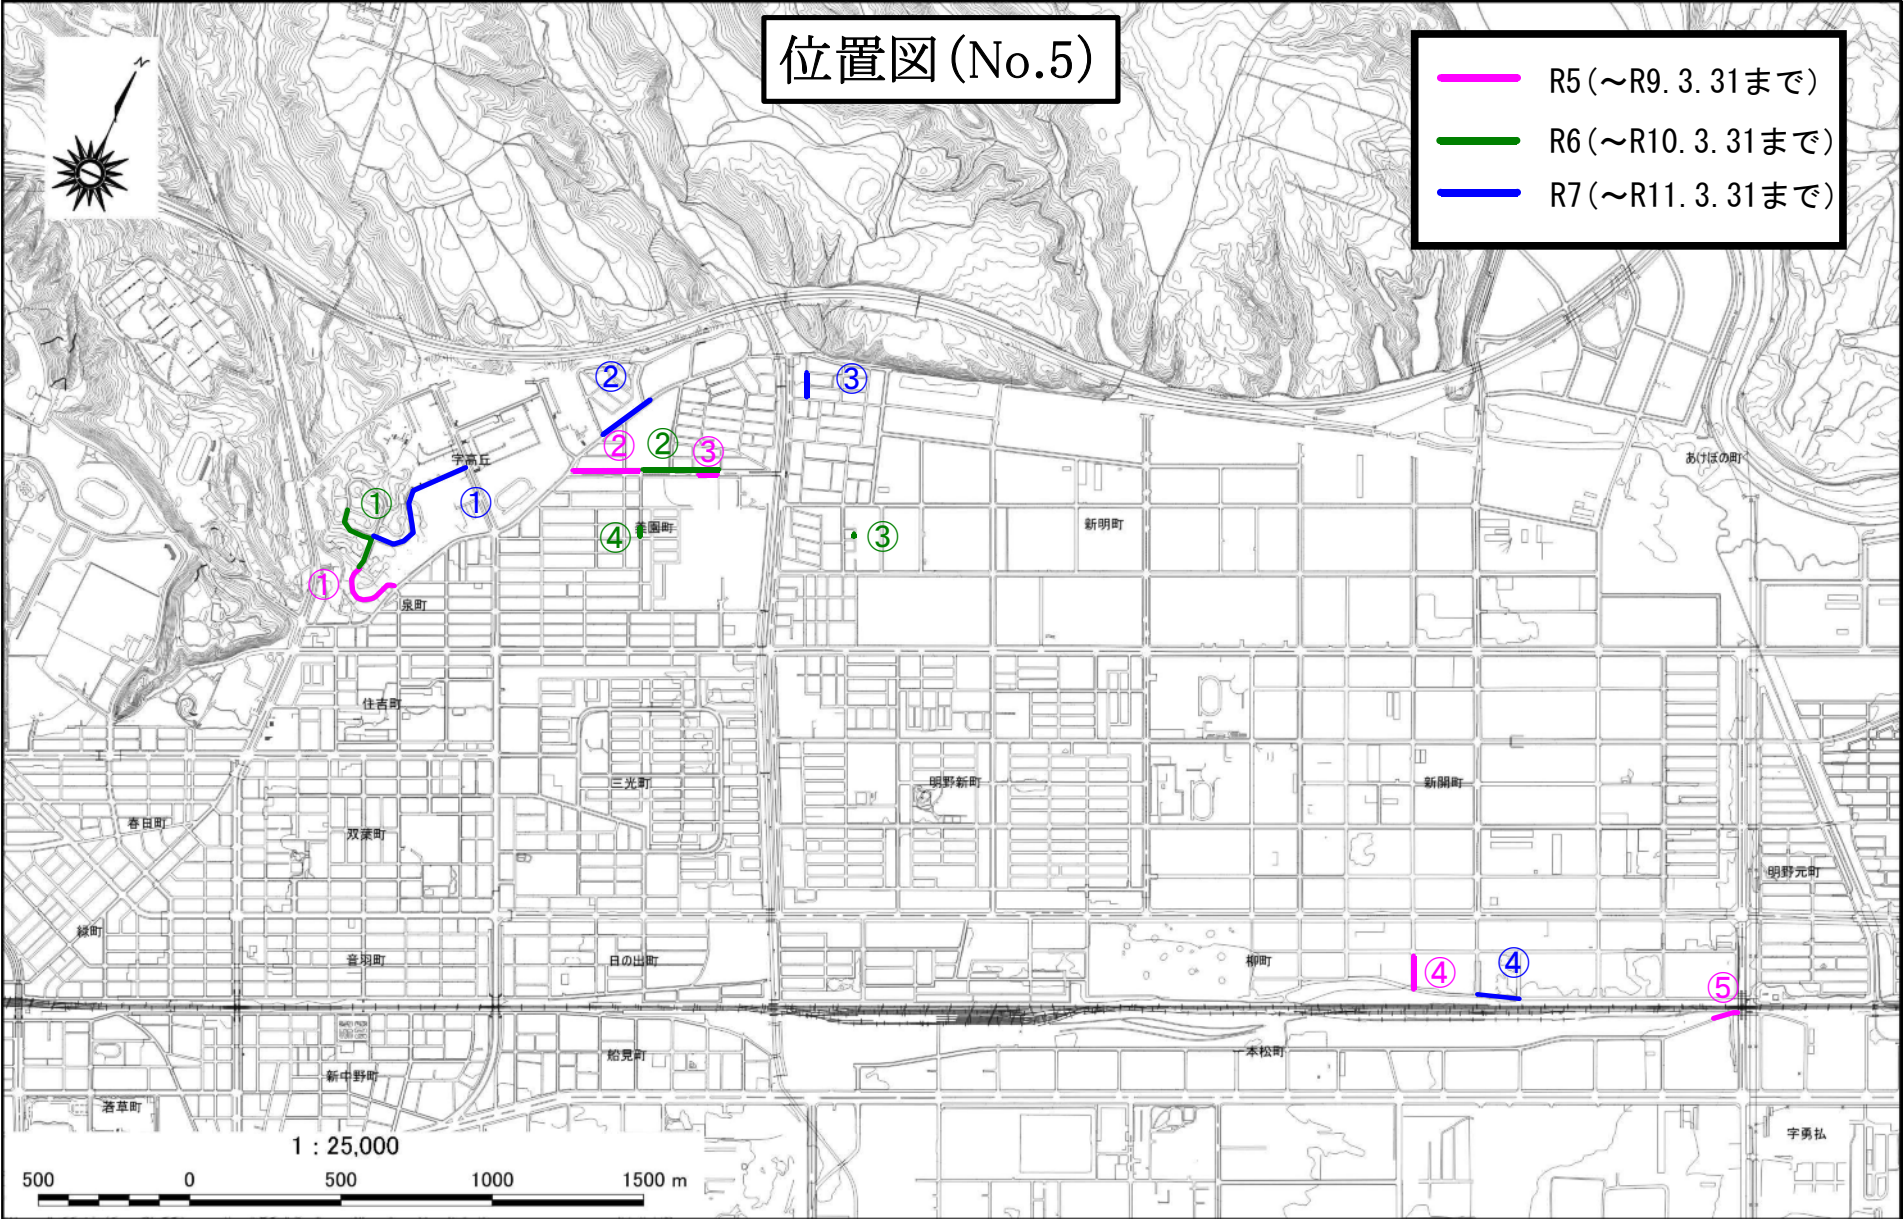 位置図(No.5)
R5(～R9.3.31まで)
R6(～R10.3.31まで)
R7(～R11.3.31まで)
N
②
③
②
②
③
字高丘
あけぼの町
①
①
美園町
④
③
新明町
①
泉町
住吉町
三光町
明野新町
新開町
春日町
双葉町
明野元町
緑町
音羽町
日の出町
柳町
④
④
⑤
船見町
一本松町
新中野町
若草町
字勇払
1：25,000
500 0 500 1000 1500 m